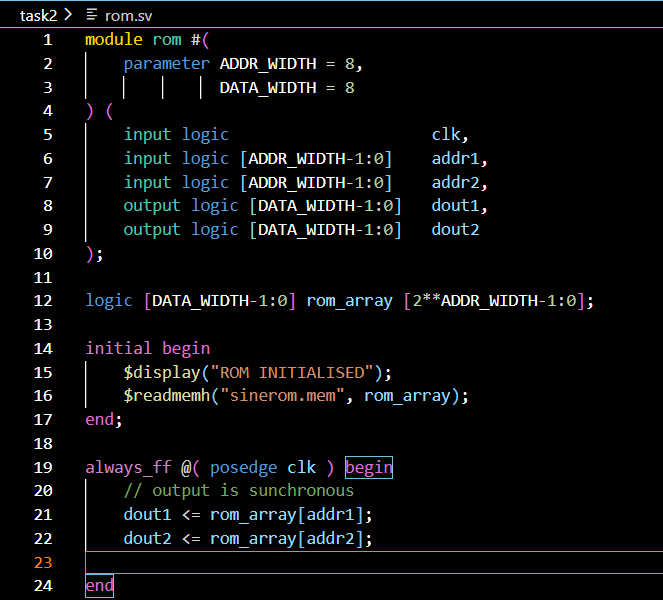 task2 > rom.sv
1 module rom #(
2 parameter ADDR_WIDTH = 8,
3 DATA_WIDTH = 8
4 ) (
5 input logic clk,
6 input logic [ADDR_WIDTH-1:0] addr1,
7 input logic [ADDR_WIDTH-1:0] addr2,
8 output logic [DATA_WIDTH-1:0] dout1,
9 output logic [DATA_WIDTH-1:0] dout2
10 );
11
12 logic [DATA_WIDTH-1:0] rom_array [2**ADDR_WIDTH-1:0];
13
14 initial begin
15 $display("ROM INITIALISED");
16 $readmemh("sinerom.mem", rom_array);
17 end;
18
19 always_ff @( posedge clk ) begin
20 // output is sunchronous
21 dout1 <= rom_array[addr1];
22 dout2 <= rom_array[addr2];
23
24 end